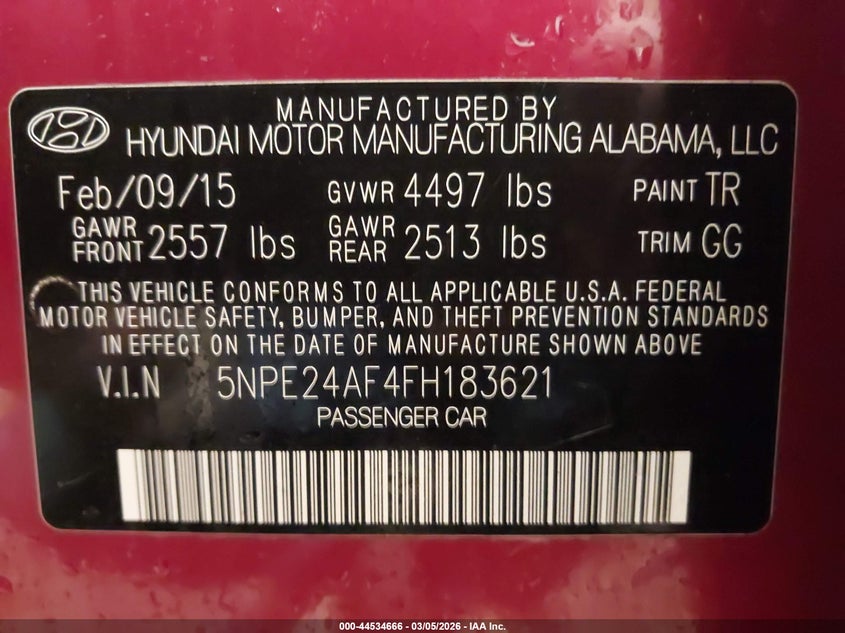 MANUFACTURED BY
HYUNDAI MOTOR MANUFACTURING ALABAMA, LLC
Feb/09/15 GVWR 4497 lbs PAINT TR
GAWR FRONT 2557 lbs GAWR REAR 2513 lbs TRIM GG
THIS VEHICLE CONFORMS TO ALL APPLICABLE U.S.A. FEDERAL
MOTOR VEHICLE SAFETY, BUMPER, AND THEFT PREVENTION STANDARDS
IN EFFECT ON THE DATE OF MANUFACTURE SHOWN ABOVE
V.I.N 5NPE24AF4FH183621
PASSENGER CAR
000-44534666 - 03/05/2026 - IAA Inc.